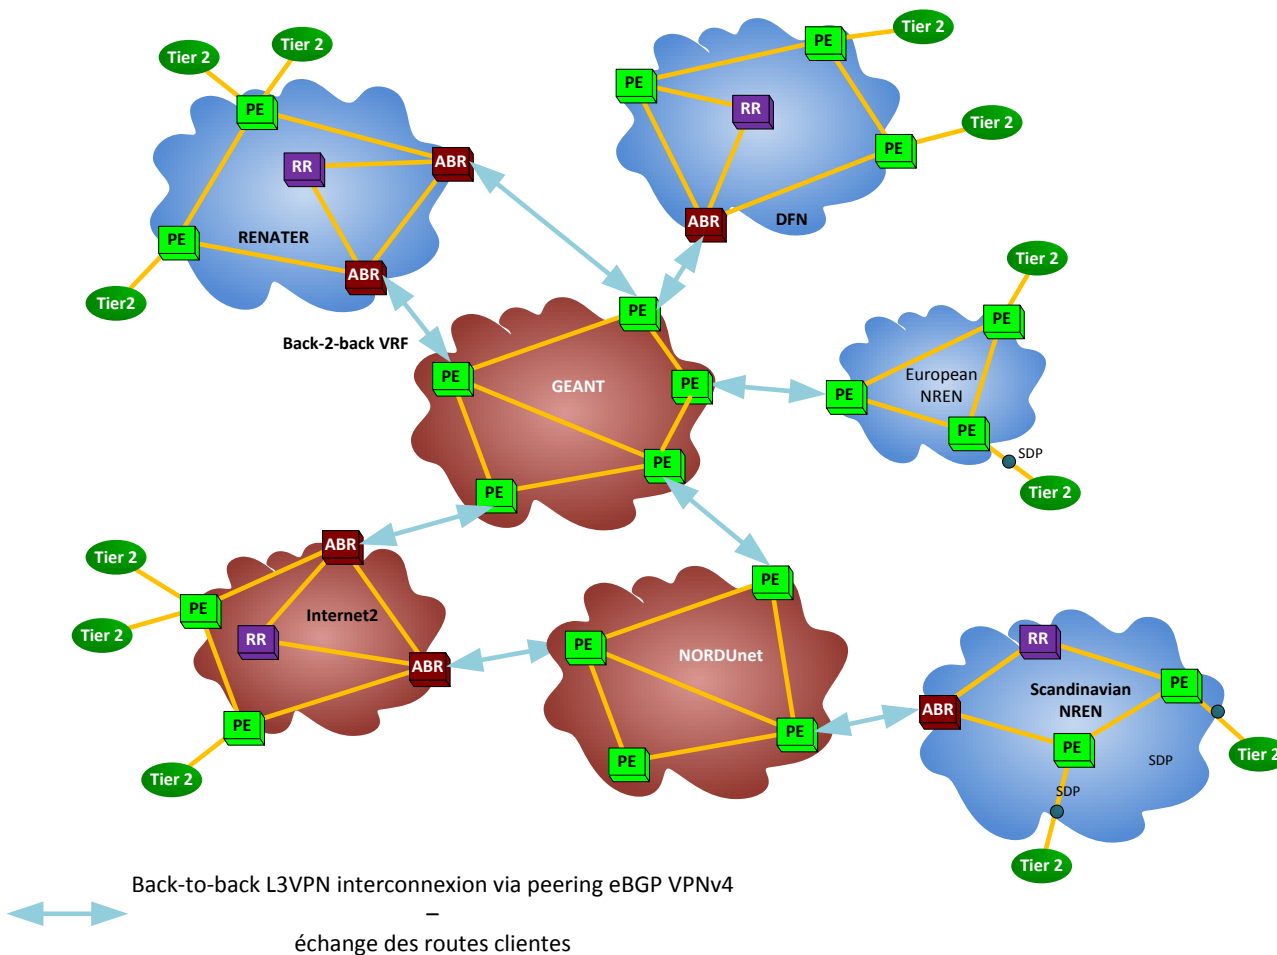 Tier 2
Tier 2
PE
RR
ABR
RENATER
PE
ABR
Tier2
PE
Tier 2
PE
RR
Tier 2
PE
ABR
DFN
Back-2-back VRF
PE
PE
GEANT
PE
PE
PE
Tier 2
PE
European
NREN
PE
PE
SDP
Tier 2
ABR
Tier 2
PE
Internet2
Tier 2
RR
ABR
PE
Tier 2
PE
PE
NORDUnet
PE
PE
RR
Scandinavian
NREN
PE
ABR
PE
SDP
SDP
Tier 2
Tier 2
Back-to-back L3VPN interconnexion via peering eBGP VPNv4
–
échange des routes clientes